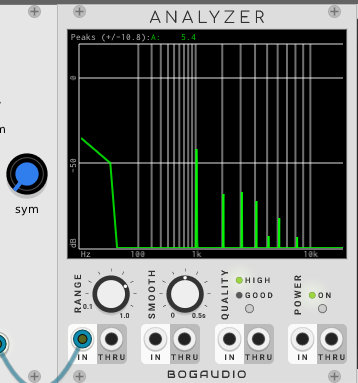 ANALYZER
Peaks (+/-10.8):A: 5.4
0
-50
dB
Hz 100 1k 10k
m
sym
RANGE
0.1 1.0
SMOOTH
0 0.5s
QUALITY
HIGH
GOOD
POWER
ON
IN THRU IN THRU IN THRU IN THRU
BOGAUDIO